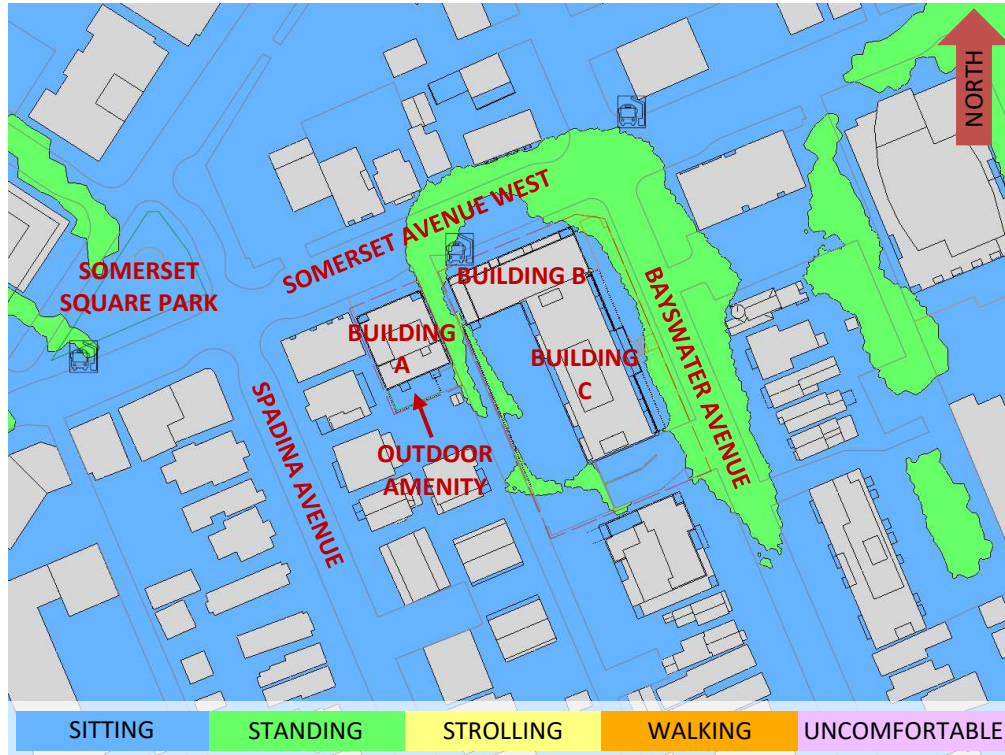 NORTH
SOMERSET AVENUE WEST
SOMERSET
SQUARE PARK
BUILDING B
BUILDING
A
BUILDING
C
BAYSWATER AVENUE
SPADINA AVENUE
OUTDOOR
AMENITY
SITTING
STANDING
STROLLING
WALKING
UNCOMFORTABLE